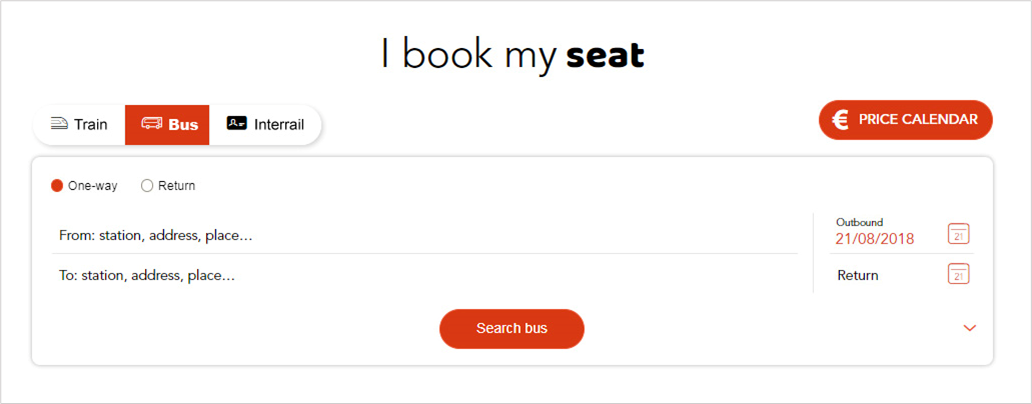 I book my seat
Train
Bus
Interrail
€ PRICE CALENDAR
One-way
Return
From: station, address, place...
Outbound
21/08/2018
21
To: station, address, place...
Return
21
Search bus